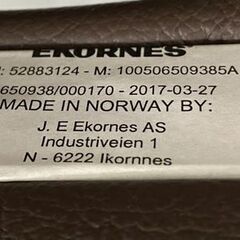 EKORNES
: 52883124 - M: 100506509385A
650938/000170 - 2017-03-27
MADE IN NORWAY BY:
J. E Ekornes AS
Industriveien 1
N - 6222 Ikornnes